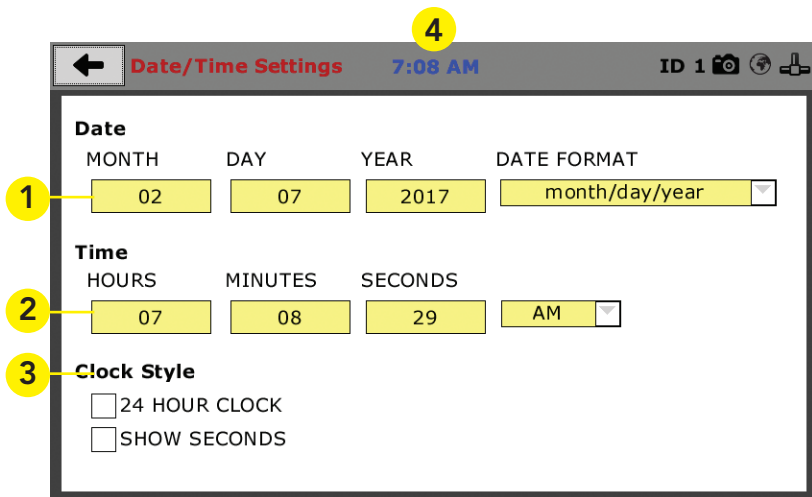 4
Date/Time Settings 7:08 AM ID 1
Date
MONTH DAY YEAR DATE FORMAT
1 02 07 2017 month/day/year
Time
HOURS MINUTES SECONDS
2 07 08 29 AM
3 Clock Style
24 HOUR CLOCK
SHOW SECONDS